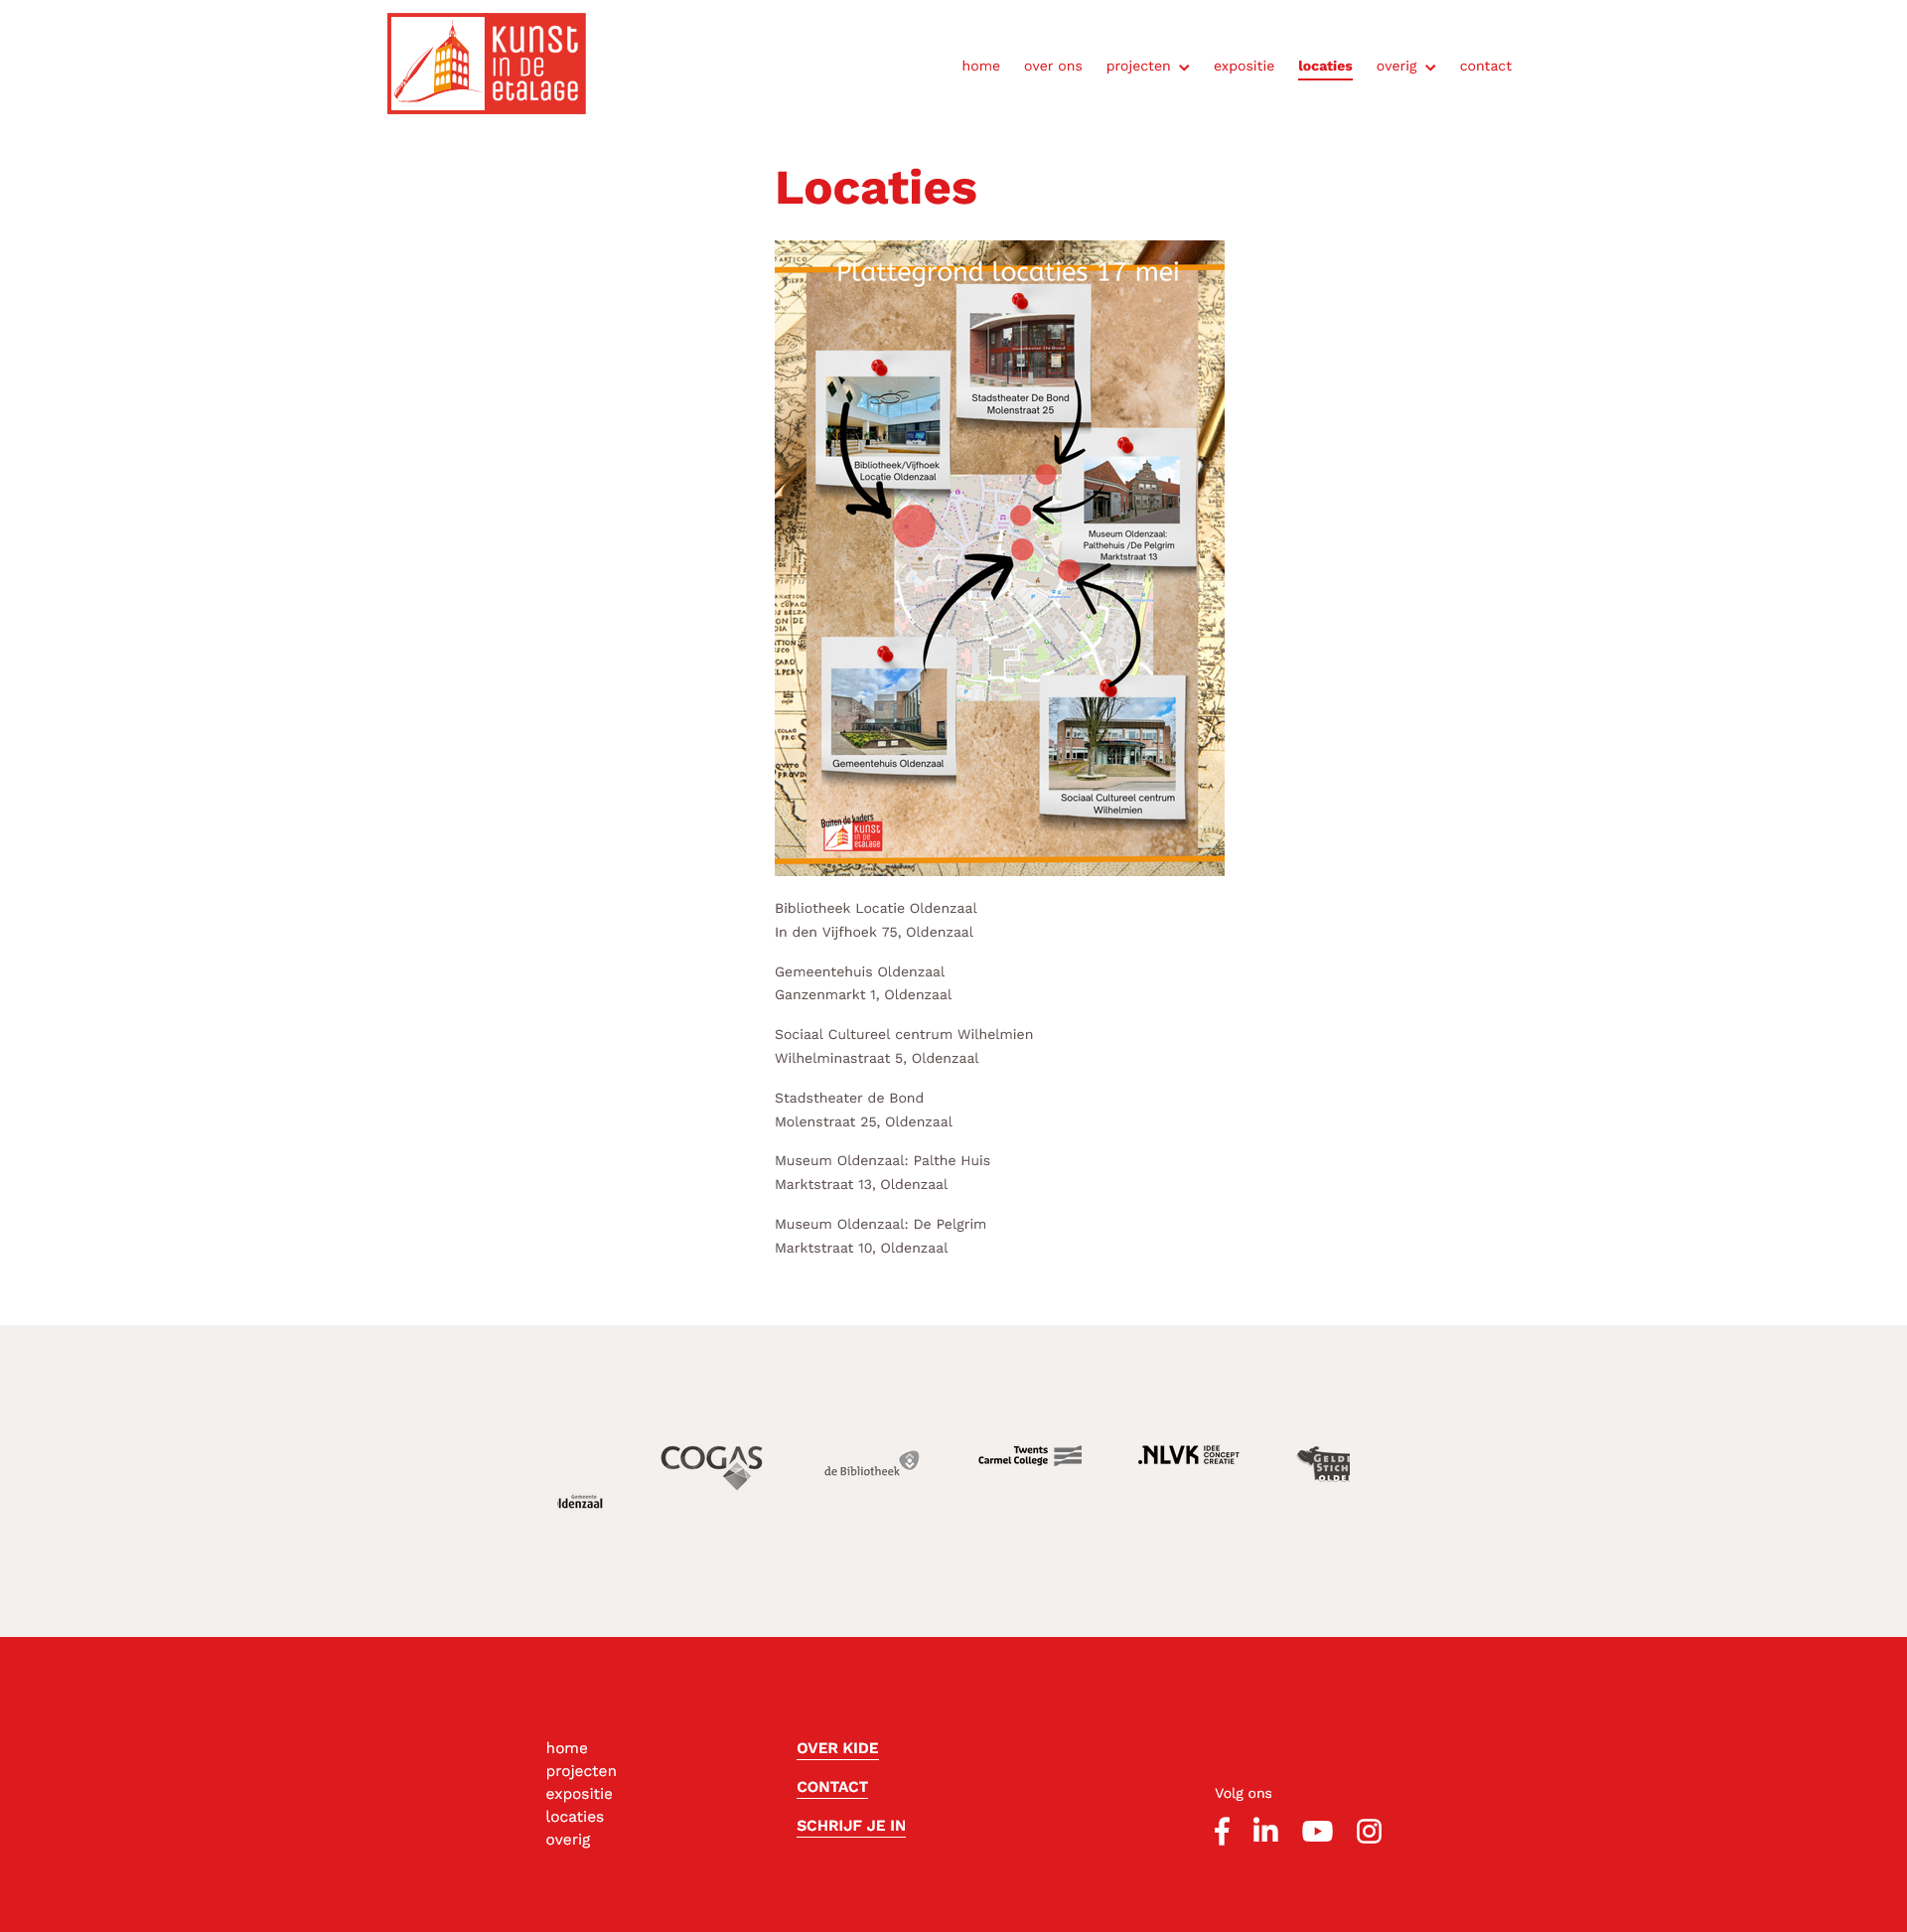 Kunst
in de
etalage
home over ons projecten expositie locaties overig contact
Locaties
Plattegrond locaties 17 mei
Stadstheater De Bond
Molenstraat 25
Bibliotheek/Vijfhoek
Locatie Oldenzaal
Museum Oldenzaal:
Palthehuis /De Pelgrim
Marktstraat 13
Gemeentehuis Oldenzaal
Sociaal Cultureel centrum
Wilhelmien
Buiten de kaders
Kunst
in de
etalage
Bibliotheek Locatie Oldenzaal
In den Vijfhoek 75, Oldenzaal
Gemeentehuis Oldenzaal
Ganzenmarkt 1, Oldenzaal
Sociaal Cultureel centrum Wilhelmien
Wilhelminastraat 5, Oldenzaal
Stadstheater de Bond
Molenstraat 25, Oldenzaal
Museum Oldenzaal: Palthe Huis
Marktstraat 13, Oldenzaal
Museum Oldenzaal: De Pelgrim
Marktstraat 10, Oldenzaal
Gemeente
ldenzaal
COGAS
de Bibliotheek
Twents
Carmel College
.NLVK IDEE
CONCEPT
CREATIE
GELDE
STICH
OLDE
home
projecten
expositie
locaties
overig
OVER KIDE
CONTACT
SCHRIJF JE IN
Volg ons